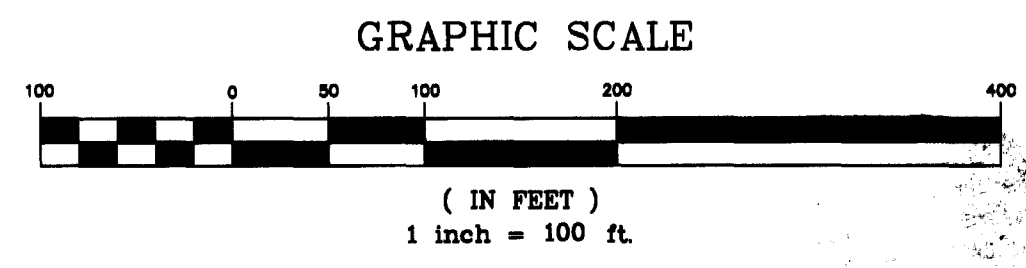 GRAPHIC SCALE
100 0 50 100 200 400
( IN FEET )
1 inch = 100 ft.